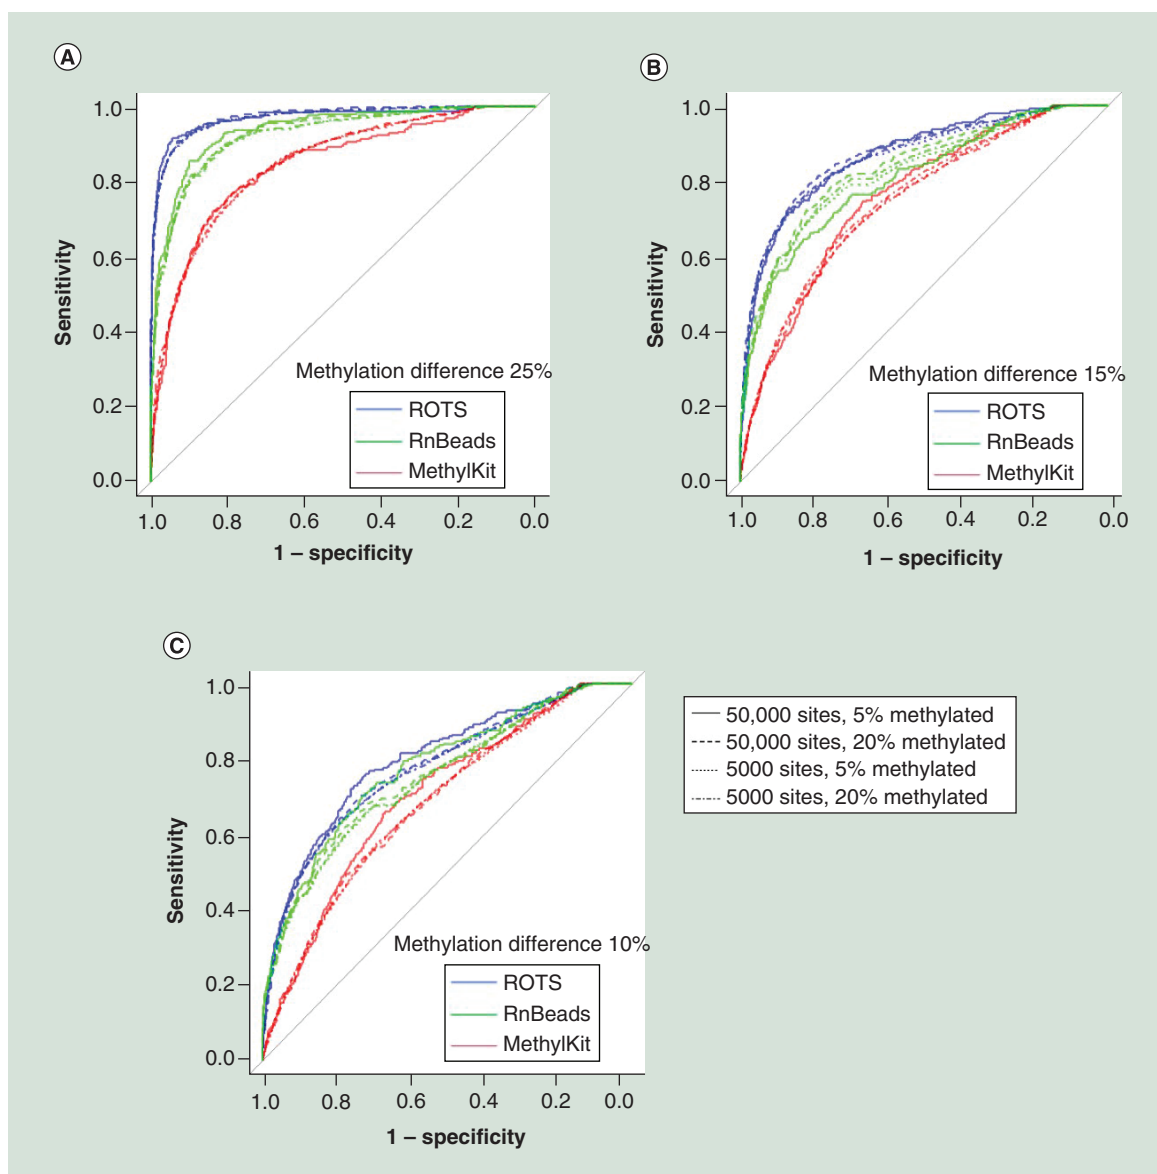 A
1.0
0.8
0.6
0.4
0.2
0.0
Sensitivity
Methylation difference 25%
ROTS
RnBeads
MethylKit
1.0 0.8 0.6 0.4 0.2 0.0
1 – specificity
B
1.0
0.8
0.6
0.4
0.2
0.0
Sensitivity
Methylation difference 15%
ROTS
RnBeads
MethylKit
1.0 0.8 0.6 0.4 0.2 0.0
1 – specificity
C
1.0
0.8
0.6
0.4
0.2
0.0
Sensitivity
Methylation difference 10%
ROTS
RnBeads
MethylKit
1.0 0.8 0.6 0.4 0.2 0.0
1 – specificity
50,000 sites, 5% methylated
50,000 sites, 20% methylated
5000 sites, 5% methylated
5000 sites, 20% methylated